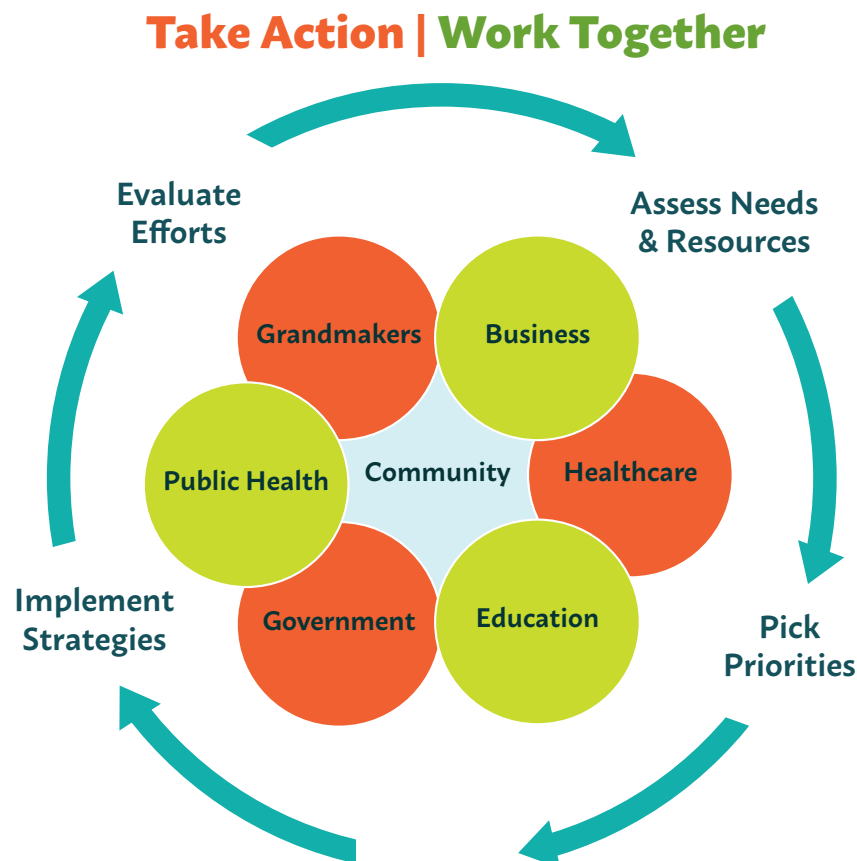 Take Action | Work Together
Evaluate
Efforts
Assess Needs
& Resources
Grandmakers
Business
Public Health
Community
Healthcare
Government
Education
Implement
Strategies
Pick
Priorities